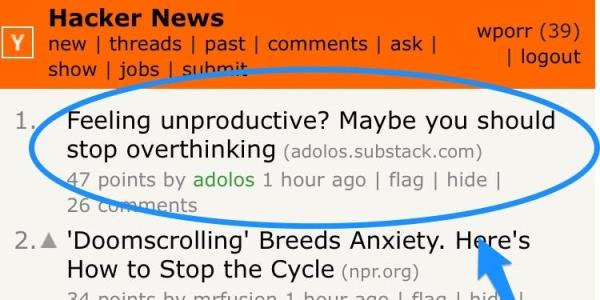 Y
Hacker News
wporr (39)
new | threads | past | comments | ask |
| logout
show | jobs | submit
1. Feeling unproductive? Maybe you should
stop overthinking (adolos.substack.com)
47 points by adolos 1 hour ago | flag | hide |
26 comments
2. 'Doomscrolling' Breeds Anxiety. Here's
How to Stop the Cycle (npr.org)
34 points by mrfusion 1 hour ago | flag | hide |